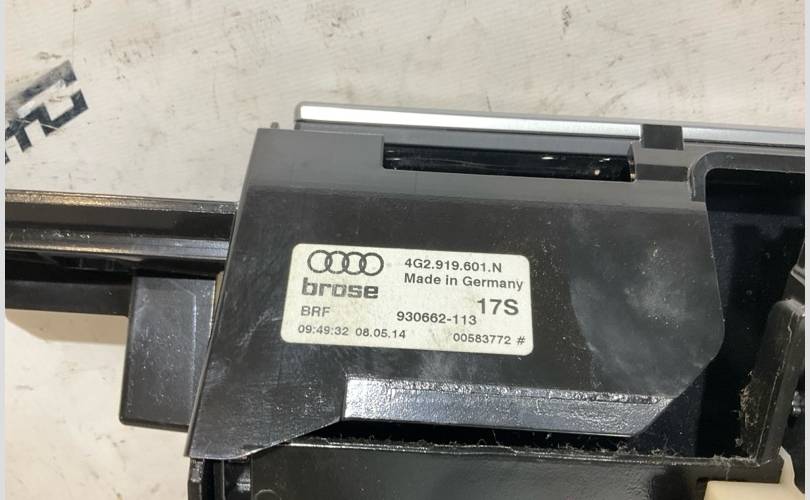 4G2.919.601.N
Made in Germany
brose
17S
BRF 930662-113
09:49:32 08.05.14 00583772 #